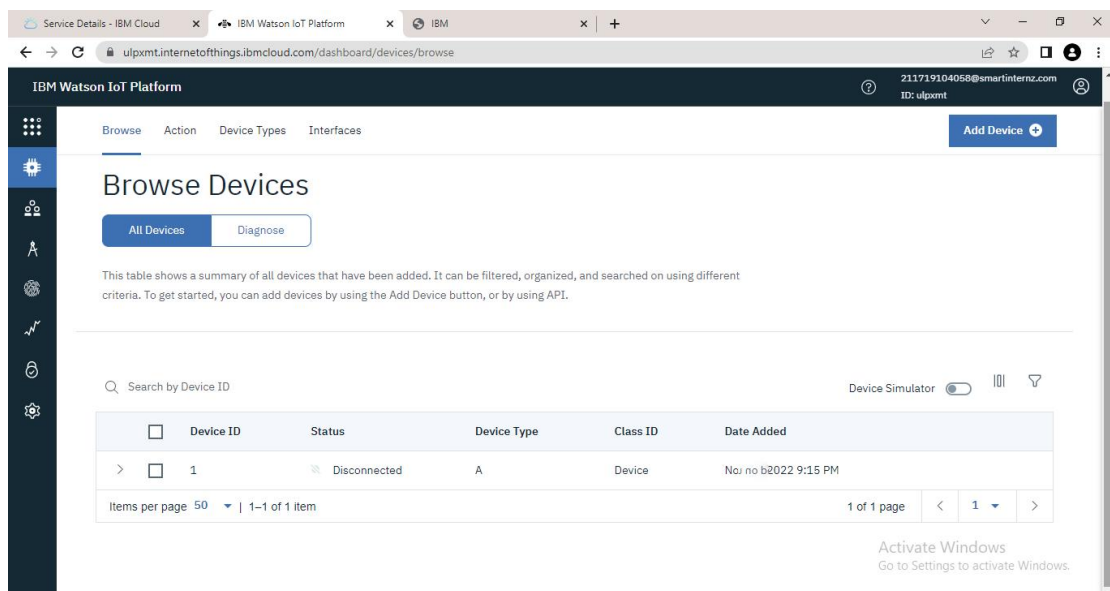 Service Details - IBM Cloud
IBM Watson IoT Platform
IBM
ulpxmt.internetofthings.ibmcloud.com/dashboard/devices/browse
IBM Watson IoT Platform
211719104058@smartinternz.com
ID: ulpxmt
Browse Action Device Types Interfaces
Add Device
Browse Devices
All Devices Diagnose
This table shows a summary of all devices that have been added. It can be filtered, organized, and searched on using different
criteria. To get started, you can add devices by using the Add Device button, or by using API.
Search by Device ID
Device Simulator
Device ID Status Device Type Class ID Date Added
1 Disconnected A Device 2022 9:15 PM
Items per page 50 | 1–1 of 1 item
1 of 1 page < 1 >
Activate Windows
Go to Settings to activate Windows.